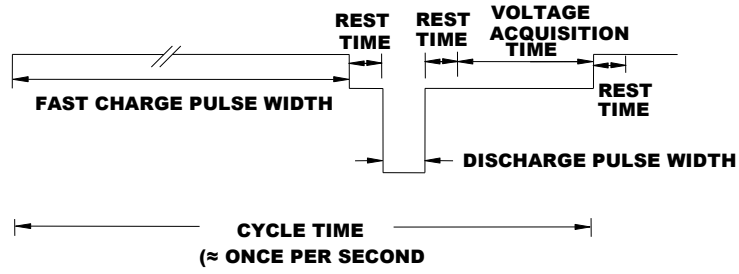 REST
TIME
REST
TIME
VOLTAGE
ACQUISITION
TIME
FAST CHARGE PULSE WIDTH
REST
TIME
DISCHARGE PULSE WIDTH
CYCLE TIME
(≈ ONCE PER SECOND